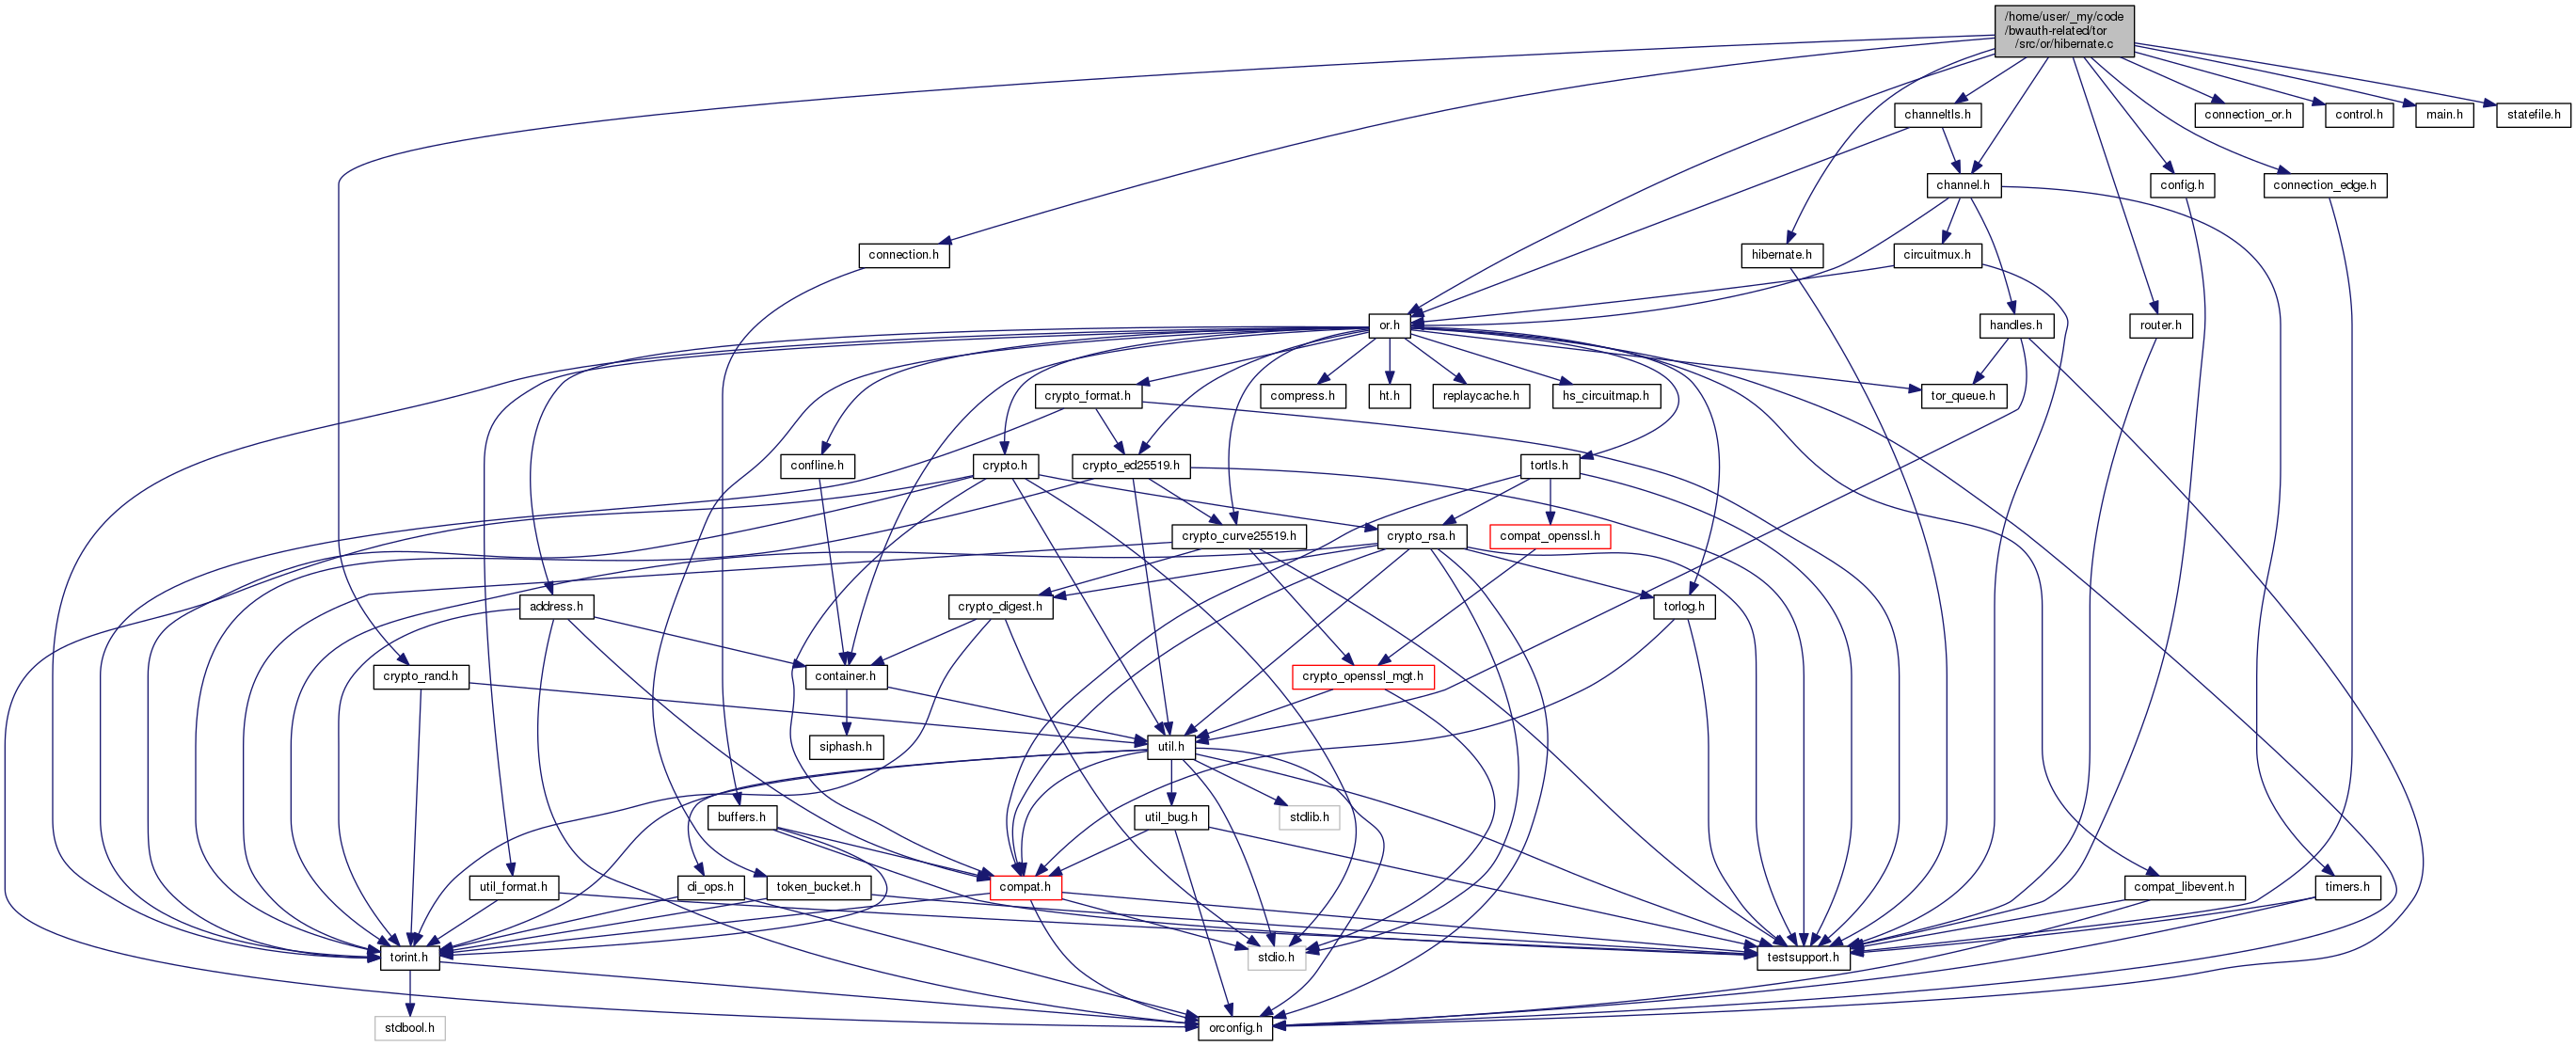 /home/user/_my/code
/bwauth-related/tor
/src/or/hibernate.c
channeltls.h
connection_or.h
control.h
main.h
statefile.h
channel.h
config.h
connection_edge.h
connection.h
hibernate.h
circuitmux.h
or.h
handles.h
router.h
crypto_format.h
compress.h
ht.h
replaycache.h
hs_circuitmap.h
tor_queue.h
confline.h
crypto.h
crypto_ed25519.h
tortls.h
crypto_curve25519.h
crypto_rsa.h
compat_openssl.h
address.h
crypto_digest.h
torlog.h
crypto_rand.h
container.h
crypto_openssl_mgt.h
siphash.h
util.h
buffers.h
util_bug.h
stdlib.h
util_format.h
di_ops.h
token_bucket.h
compat.h
compat_libevent.h
timers.h
torint.h
stdio.h
testsupport.h
stdbool.h
orconfig.h